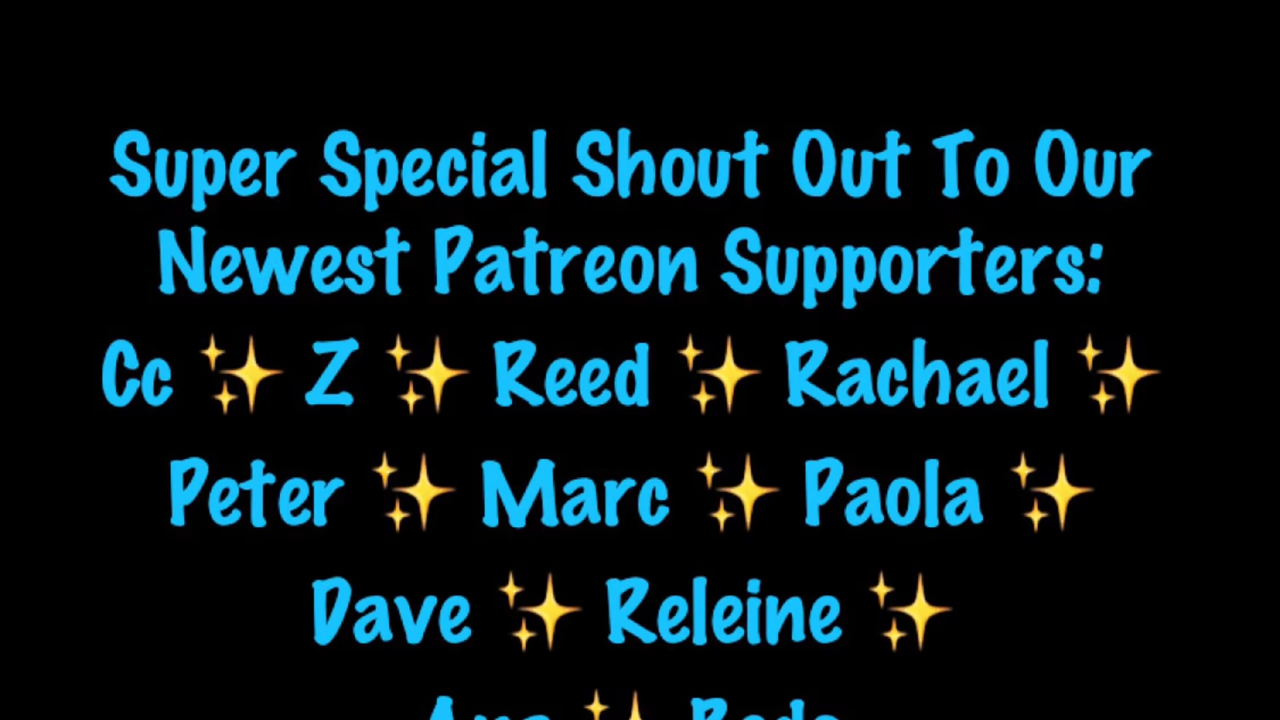 Super Special Shout Out To Our
Newest Patreon Supporters:
Cc ✨ Z ✨ Reed ✨ Rachael ✨
Peter ✨ Marc ✨ Paola ✨
Dave ✨ Releine ✨